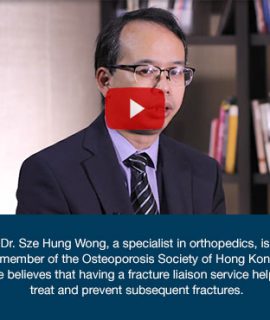 Dr. Sze Hung Wong, a specialist in orthopedics, is
member of the Osteoporosis Society of Hong Kon
e believes that having a fracture liaison service help
treat and prevent subsequent fractures.